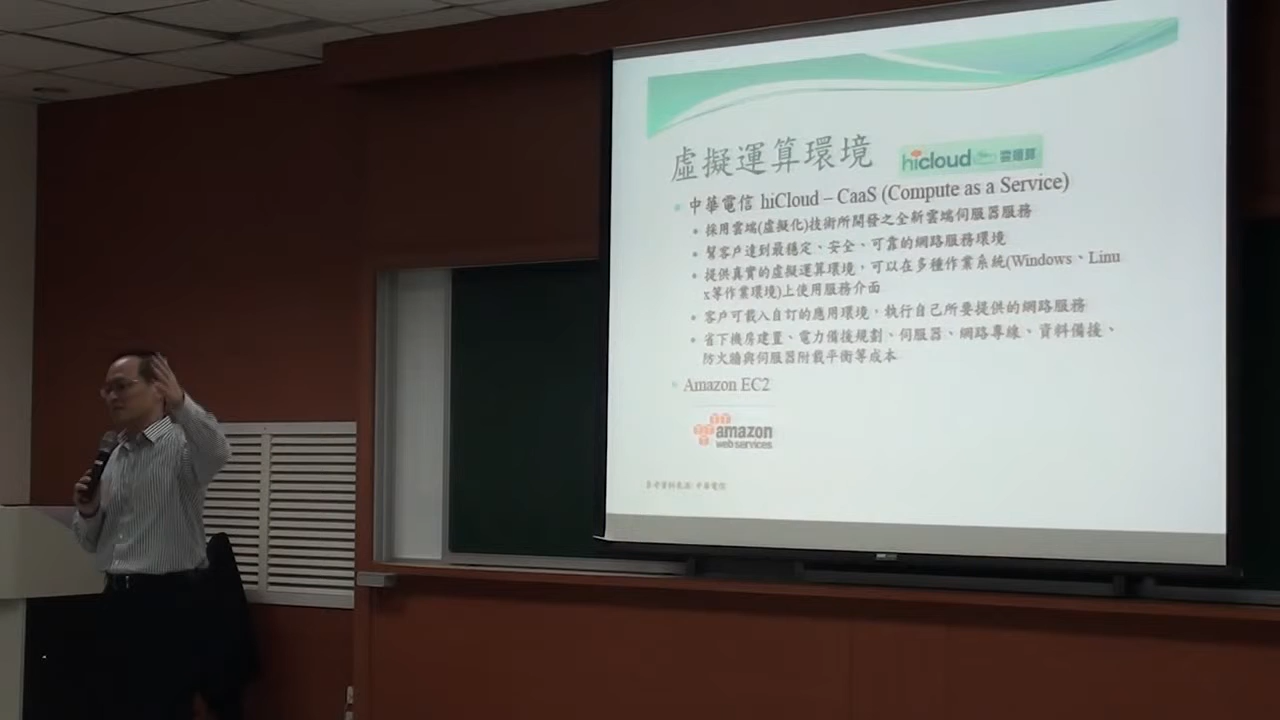 虛擬運算環境
hicloud 雲運算
中華電信 hiCloud – CaaS (Compute as a Service)
採用雲端(虛擬化)技術所開發之全新雲端伺服器服務
幫客戶達到最穩定、安全、可靠的網路服務環境
提供真實的虛擬運算環境，可以在多種作業系統(Windows、Linu
x等作業環境)上使用服務介面
客戶可載入自訂的應用環境，執行自己所要提供的網路服務
省下機房建置、電力備援規劃、伺服器、網路專線、資料備援、
防火牆與伺服器附載平衡等成本
Amazon EC2
amazon
web services
參考資料來源: 中華電信